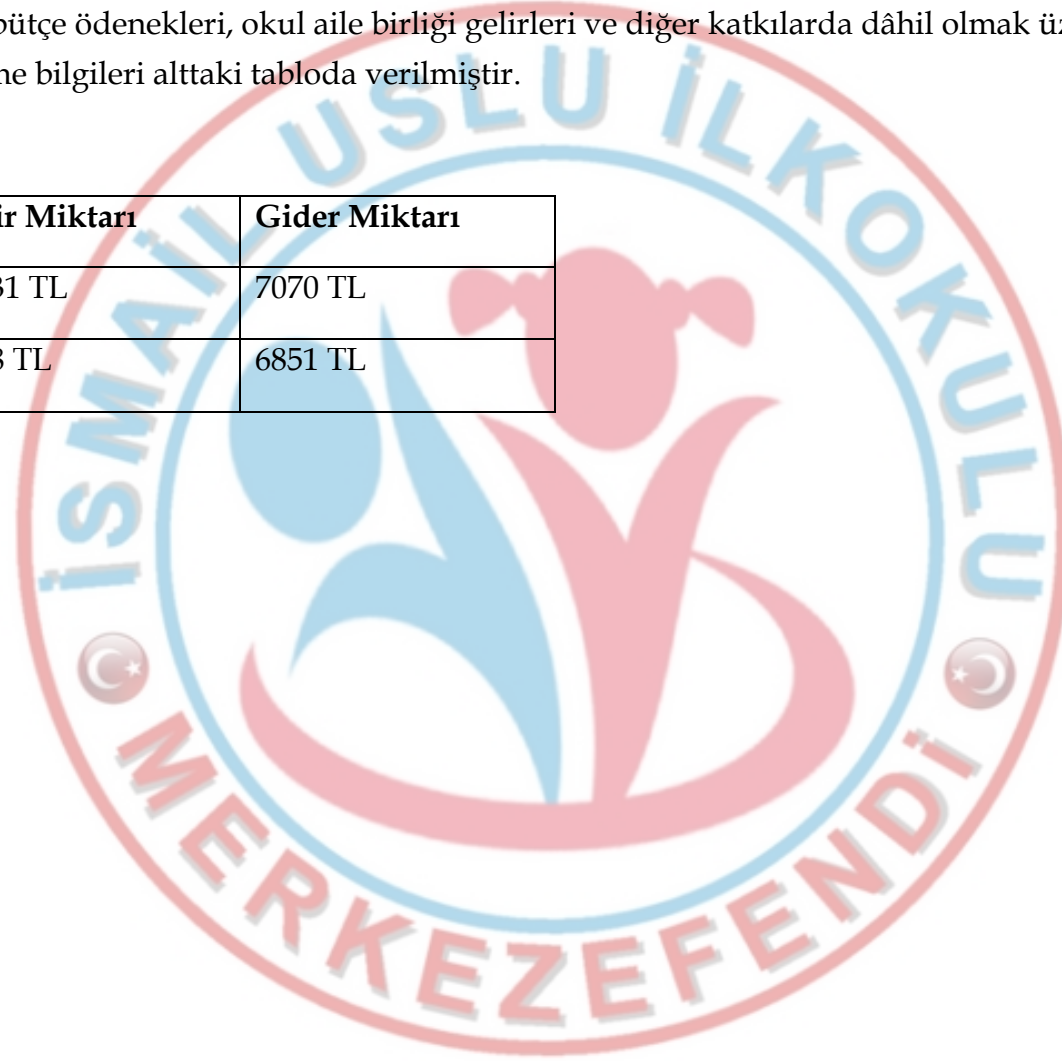 bütçe ödenekleri, okul aile birliği gelirleri ve diğer katkılarda dâhil olmak üz
ne bilgileri alttaki tabloda verilmiştir.
ir Miktarı Gider Miktarı
31 TL 7070 TL
3 TL 6851 TL
İSMAİL USLU İLKOKULU
MERKEZEFENDİ